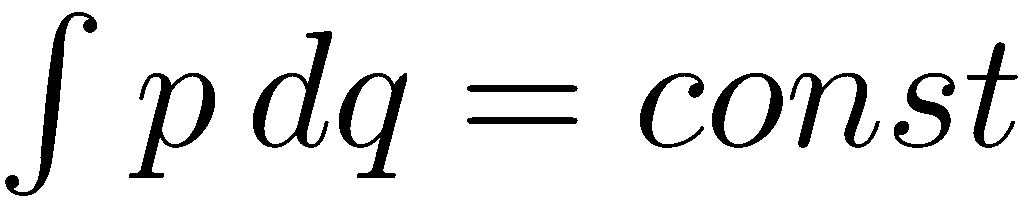 ∫ p dq = const